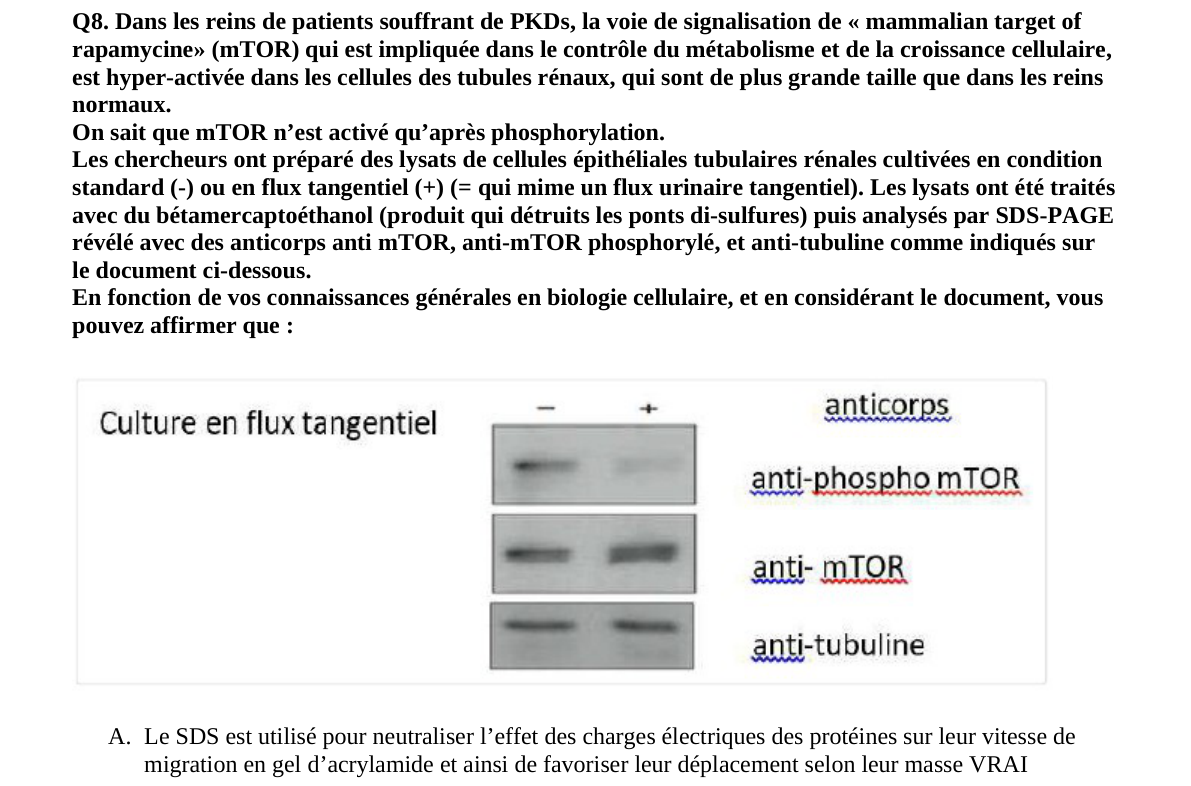 Q8. Dans les reins de patients souffrant de PKDs, la voie de signalisation de « mammalian target of
rapamycine» (mTOR) qui est impliquée dans le contrôle du métabolisme et de la croissance cellulaire,
est hyper-activée dans les cellules des tubules rénaux, qui sont de plus grande taille que dans les reins
normaux.
On sait que mTOR n’est activé qu’après phosphorylation.
Les chercheurs ont préparé des lysats de cellules épithéliales tubulaires rénales cultivées en condition
standard (-) ou en flux tangentiel (+) (= qui mime un flux urinaire tangentiel). Les lysats ont été traités
avec du bétamercaptoéthanol (produit qui détruits les ponts di-sulfures) puis analysés par SDS-PAGE
révélé avec des anticorps anti mTOR, anti-mTOR phosphorylé, et anti-tubuline comme indiqués sur
le document ci-dessous.
En fonction de vos connaissances générales en biologie cellulaire, et en considérant le document, vous
pouvez affirmer que :
Culture en flux tangentiel
– +
anticorps
anti-phospho mTOR
anti- mTOR
anti-tubuline
A. Le SDS est utilisé pour neutraliser l’effet des charges électriques des protéines sur leur vitesse de
migration en gel d’acrylamide et ainsi de favoriser leur déplacement selon leur masse VRAI